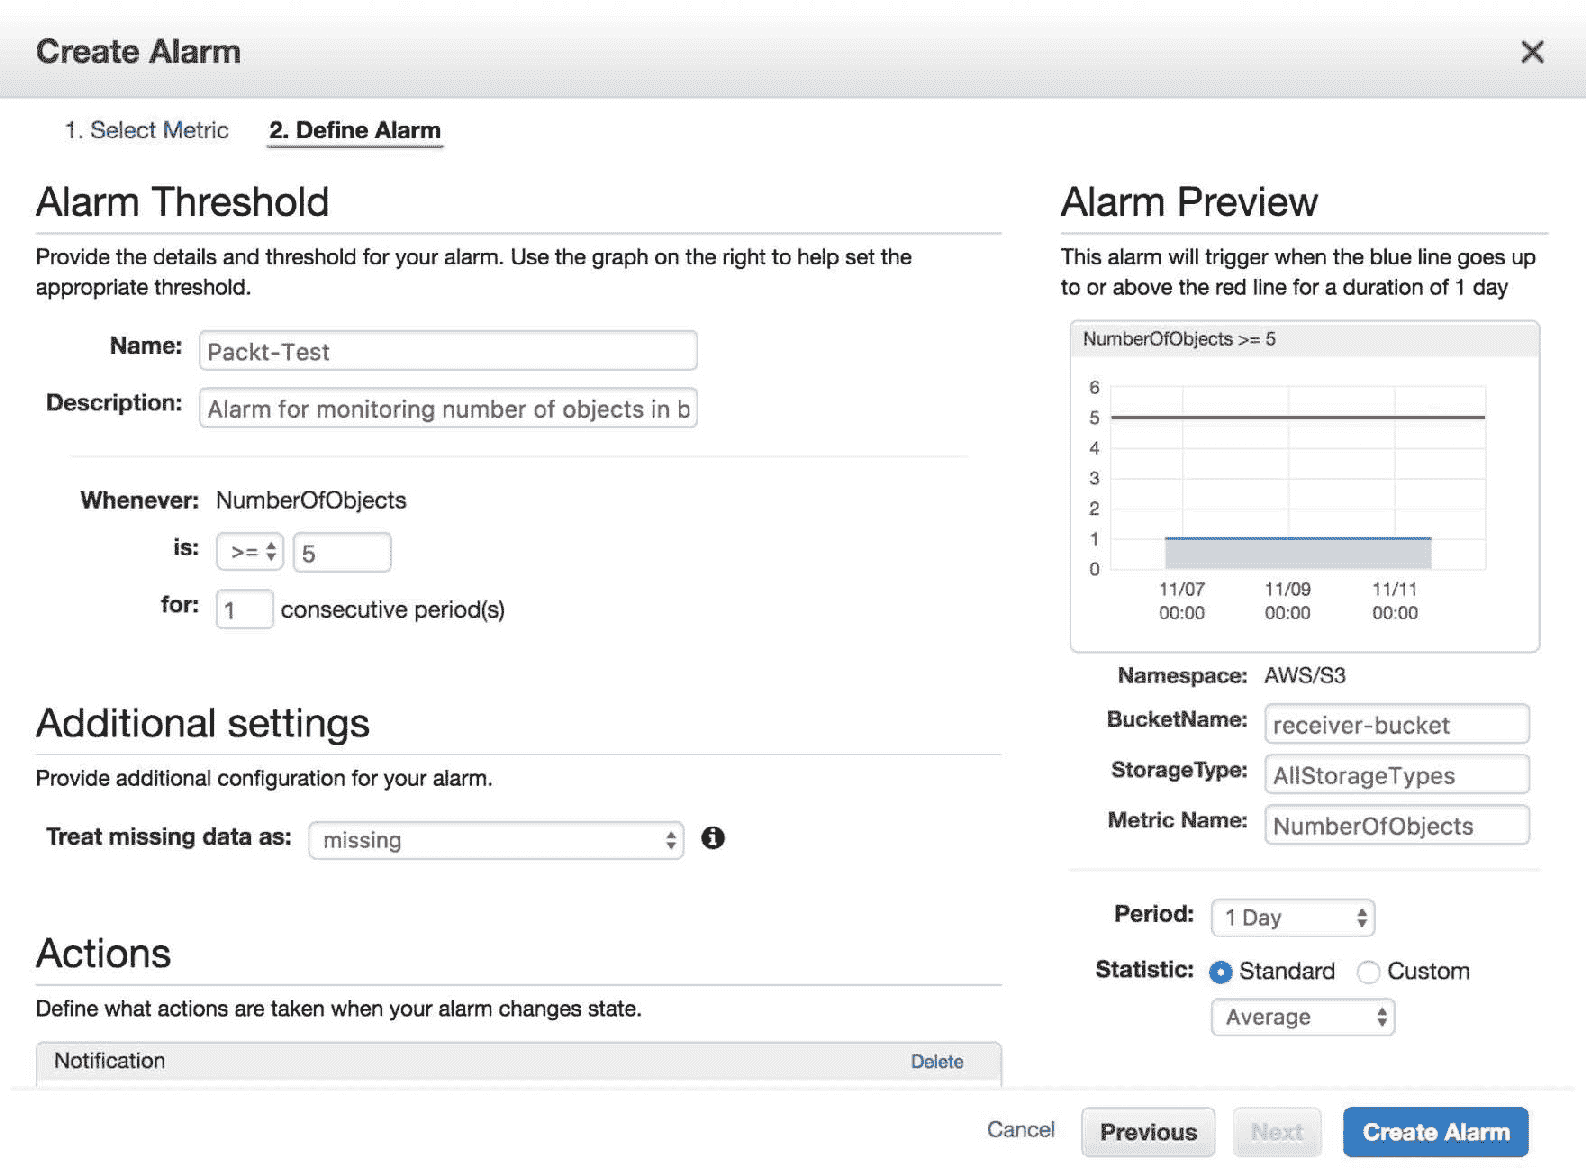 Create Alarm
1. Select Metric
2. Define Alarm
Alarm Threshold
Provide the details and threshold for your alarm. Use the graph on the right to help set the
appropriate threshold.
Name: Packt-Test
Description: Alarm for monitoring number of objects in b
Whenever: NumberOfObjects
is: >= 5
for: 1 consecutive period(s)
Additional settings
Provide additional configuration for your alarm.
Treat missing data as: missing
Actions
Define what actions are taken when your alarm changes state.
Notification Delete
Alarm Preview
This alarm will trigger when the blue line goes up
to or above the red line for a duration of 1 day
NumberOfObjects >= 5
6
5
4
3
2
1
0
11/07 11/09 11/11
00:00 00:00 00:00
Namespace: AWS/S3
BucketName: receiver-bucket
StorageType: AllStorageTypes
Metric Name: NumberOfObjects
Period: 1 Day
Statistic: Standard Custom
Average
Cancel Previous Next Create Alarm